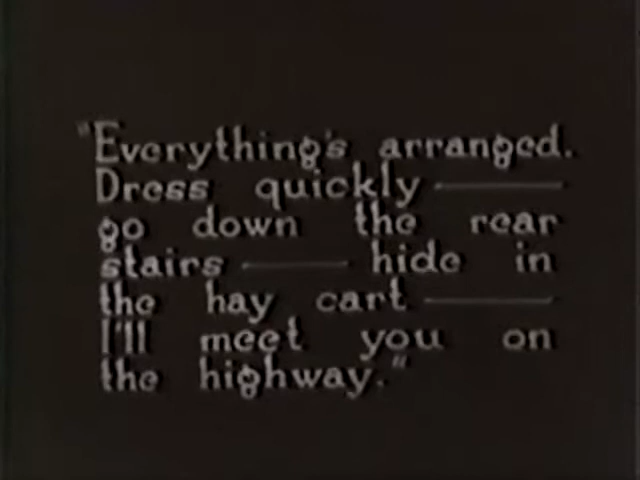 "Everything's arranged.
Dress quickly ——
go down the rear
stairs —— hide in
the hay cart ——
I'll meet you on
the highway."